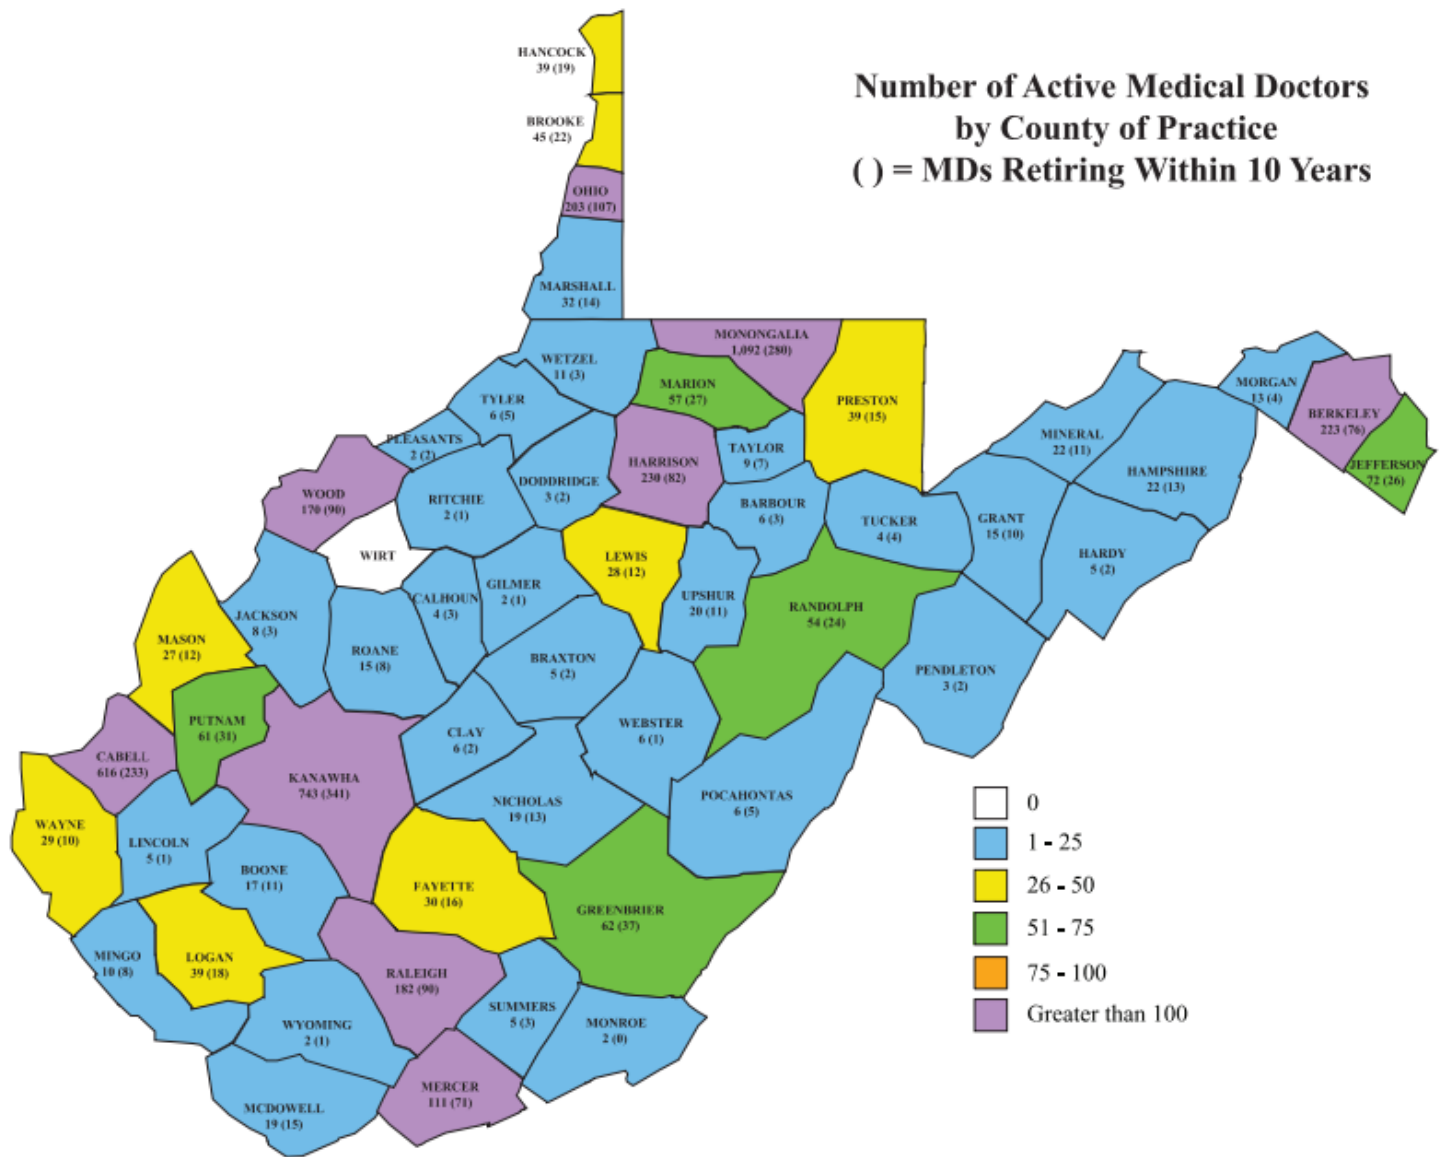 Number of Active Medical Doctors
by County of Practice
( ) = MDs Retiring Within 10 Years
HANCOCK
39 (19)
BROOKE
45 (22)
OHIO
203 (107)
MARSHALL
32 (14)
WETZEL
11 (3)
MONONGALIA
1,092 (280)
MARION
57 (27)
PRESTON
39 (15)
TYLER
6 (5)
PLEASANTS
2 (2)
TAYLOR
9 (7)
HARRISON
230 (82)
DODDRIDGE
3 (2)
RITCHIE
2 (1)
WOOD
170 (90)
WIRT
BARBOUR
6 (3)
TUCKER
4 (4)
GRANT
15 (10)
MINERAL
22 (11)
HAMPSHIRE
22 (13)
MORGAN
13 (4)
BERKELEY
223 (76)
JEFFERSON
72 (26)
HARDY
5 (2)
LEWIS
28 (12)
GILMER
2 (1)
CALHOUN
4 (3)
UPSHUR
20 (11)
RANDOLPH
54 (24)
JACKSON
8 (3)
MASON
27 (12)
ROANE
15 (8)
BRAXTON
5 (2)
PENDLETON
3 (2)
PUTNAM
61 (31)
CLAY
6 (2)
WEBSTER
6 (1)
CABELL
616 (233)
KANAWHA
743 (341)
NICHOLAS
19 (13)
POCAHONTAS
6 (5)
WAYNE
29 (10)
LINCOLN
5 (1)
BOONE
17 (11)
FAYETTE
30 (16)
GREENBRIER
62 (37)
MINGO
10 (8)
LOGAN
39 (18)
RALEIGH
182 (90)
SUMMERS
5 (3)
MONROE
2 (0)
WYOMING
2 (1)
MERCER
111 (71)
MCDOWELL
19 (15)
0
1 - 25
26 - 50
51 - 75
75 - 100
Greater than 100